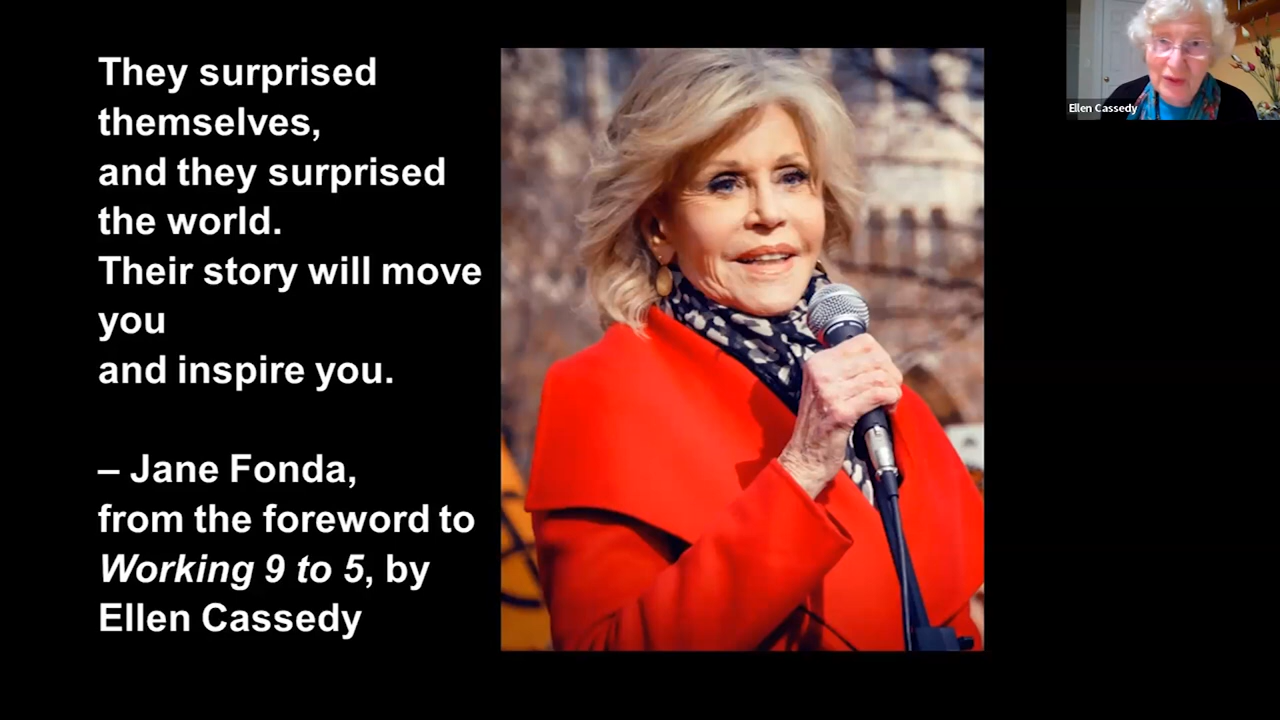 They surprised
themselves,
and they surprised
the world.
Their story will move
you
and inspire you.
– Jane Fonda,
from the foreword to
Working 9 to 5, by
Ellen Cassedy
Ellen Cassedy